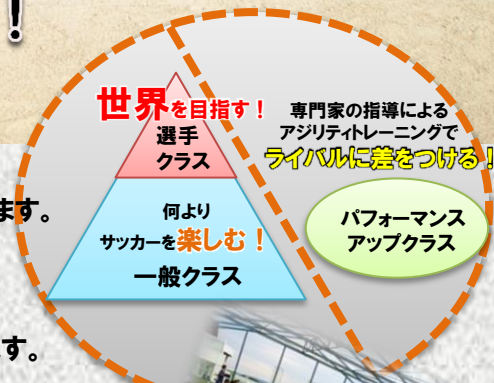 ！
世界を目指す！
選手
クラス
専門家の指導による
アジリティトレーニングで
ライバルに差をつける！
ます。
何より
サッカーを楽しむ！
一般クラス
パフォーマンス
アップクラス
す。